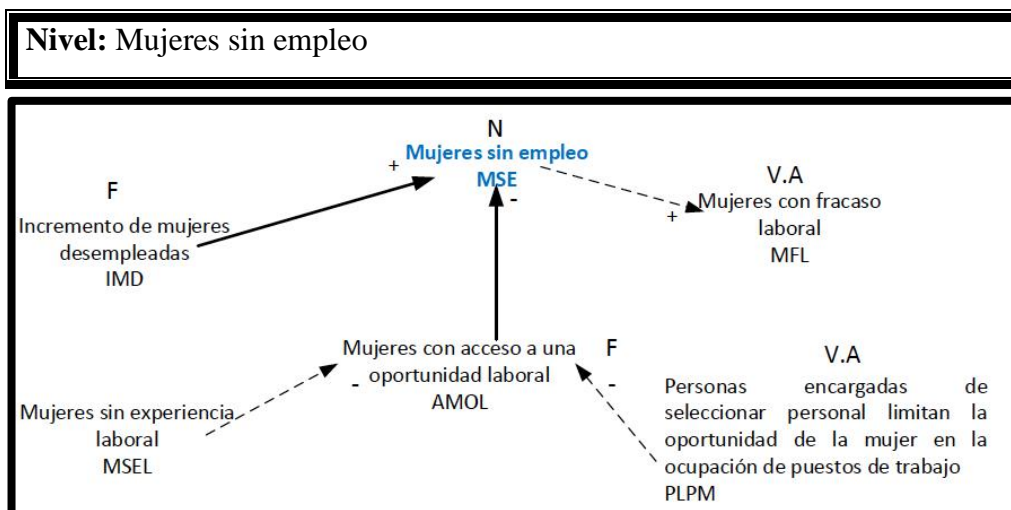 Nivel: Mujeres sin empleo
N
+ Mujeres sin empleo
MSE
-
F
Incremento de mujeres
desempleadas
IMD
V.A
Mujeres con fracaso
+
laboral
MFL
Mujeres con acceso a una F
- oportunidad laboral -
AMOL
Mujeres sin experiencia
laboral
MSEL
V.A
Personas encargadas de
seleccionar personal limitan la
oportunidad de la mujer en la
ocupación de puestos de trabajo
PLPM